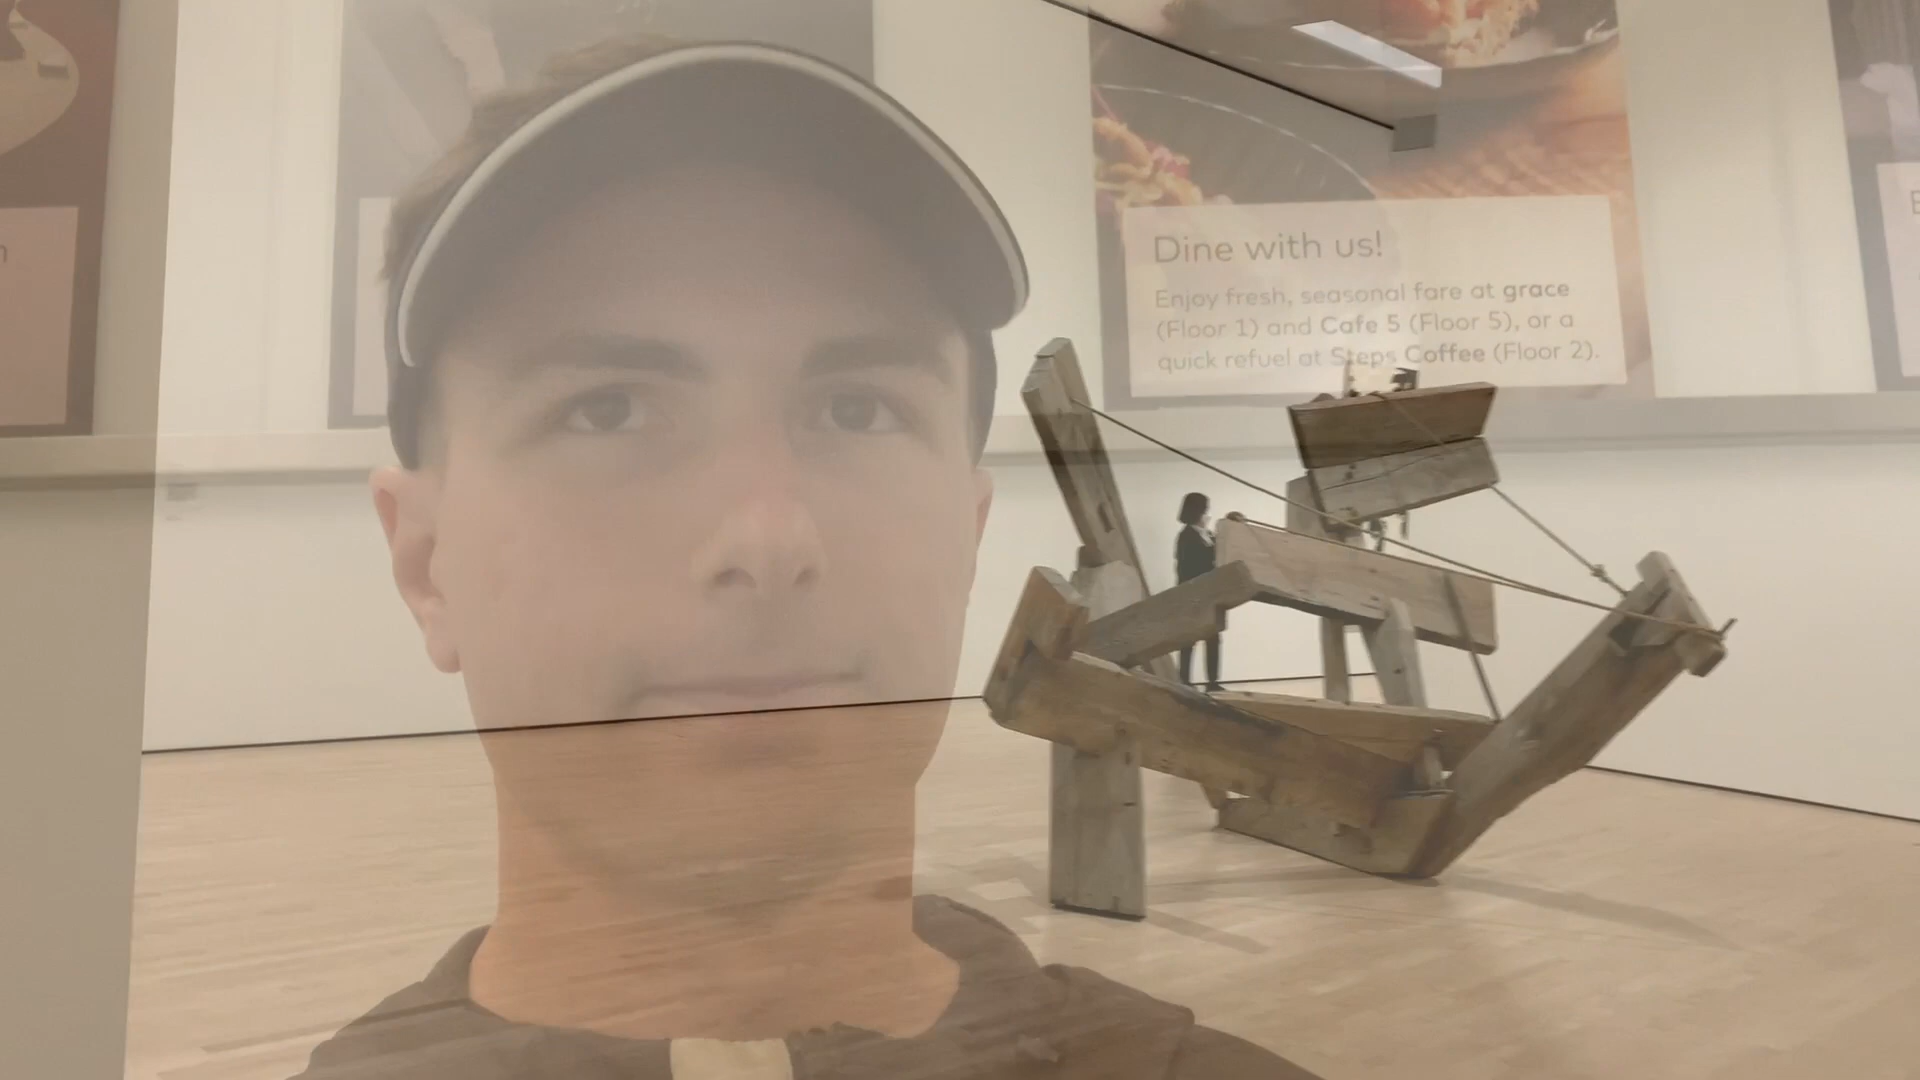 Dine with us!
Enjoy fresh, seasonal fare at grace
(Floor 1) and Cafe 5 (Floor 5), or a
quick refuel at Steps Coffee (Floor 2).